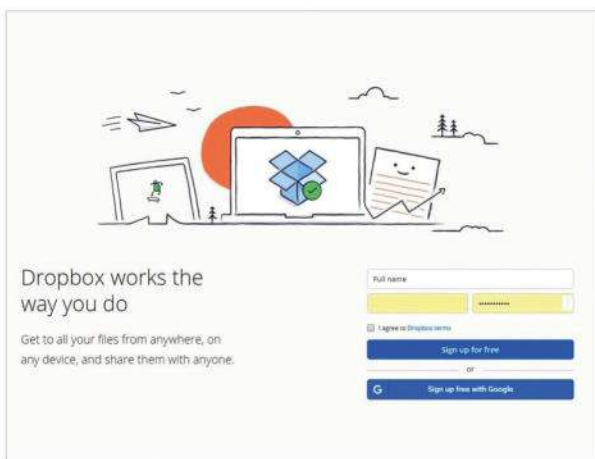 Dropbox works the
way you do
Get to all your files from anywhere, on
any device, and share them with anyone.
Full name
I agree to Dropbox terms
Sign up for free
or
G
Sign up free with Google